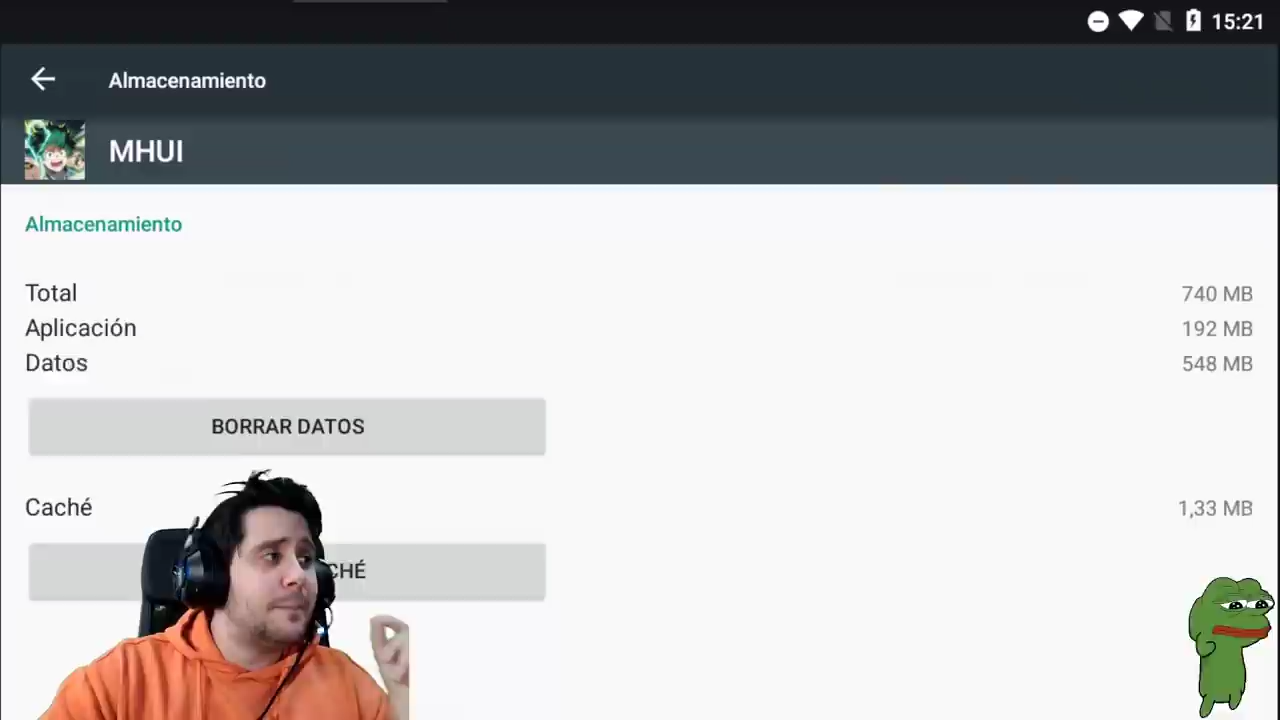 15:21
Almacenamiento
MHUI
Almacenamiento
Total 740 MB
Aplicación 192 MB
Datos 548 MB
BORRAR DATOS
Caché 1,33 MB
CHÉ